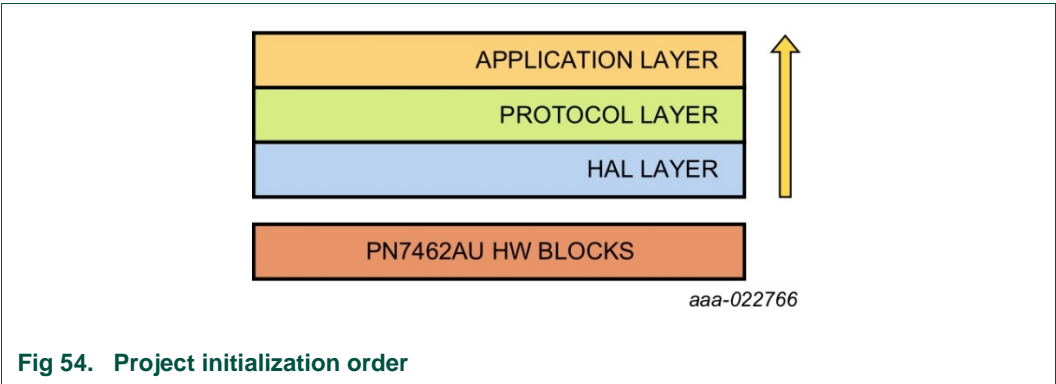 APPLICATION LAYER
PROTOCOL LAYER
HAL LAYER
PN7462AU HW BLOCKS
aaa-022766
Fig 54. Project initialization order